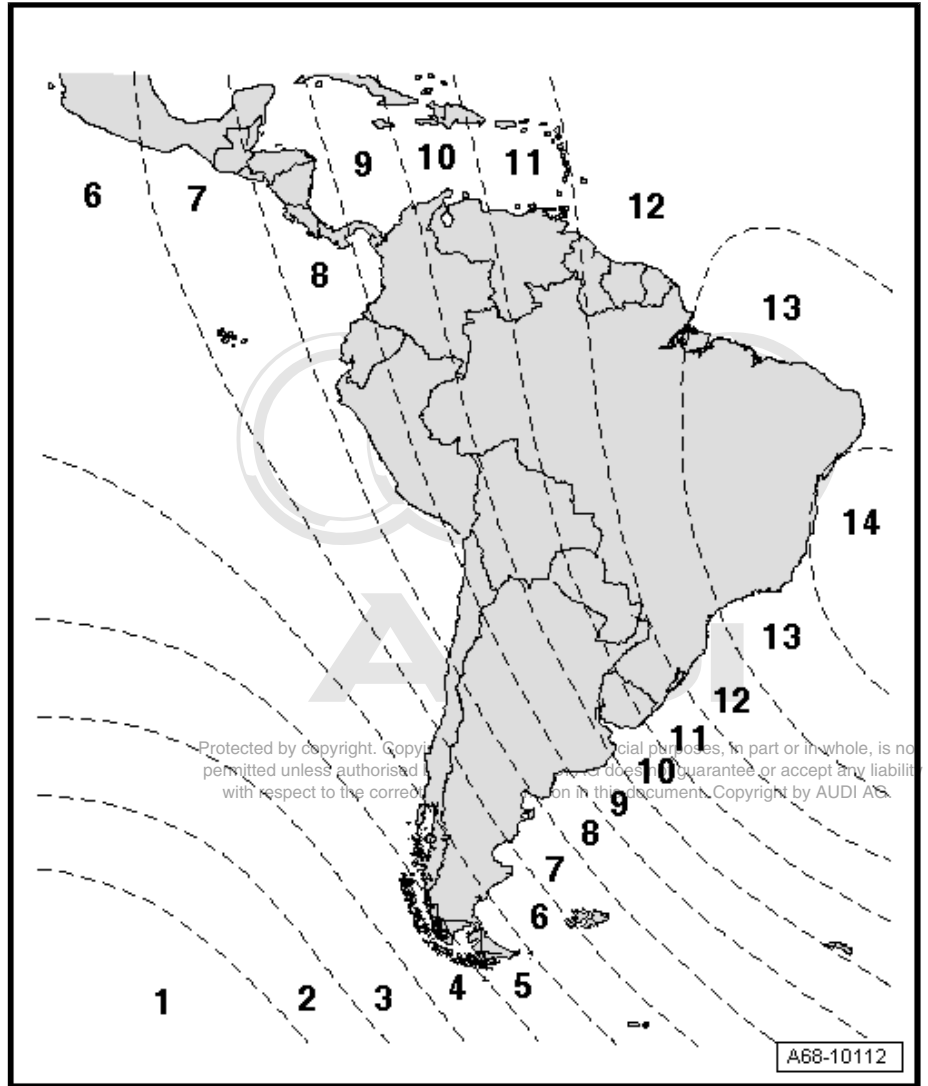 9 10 11
6 7 12
8
13
14
13
12
11
Protected by copyright. Copyi cial purposes, in part or in whole, is no
10
permitted unless authorised does guarantee or accept any liabilit
with respect to the correc on in this document. Copyright by AUDI AG.
9
8
7
6
1 2 3 4 5
A68-10112
AUDI